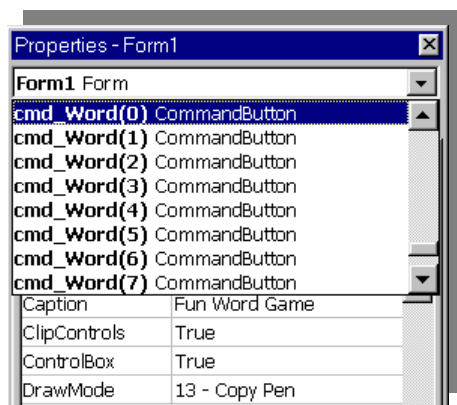 Properties - Form1
Form1 Form
cmd_Word(0) CommandButton
cmd_Word(1) CommandButton
cmd_Word(2) CommandButton
cmd_Word(3) CommandButton
cmd_Word(4) CommandButton
cmd_Word(5) CommandButton
cmd_Word(6) CommandButton
cmd_Word(7) CommandButton
Caption Fun Word Game
ClipControls True
ControlBox True
DrawMode 13 - Copy Pen